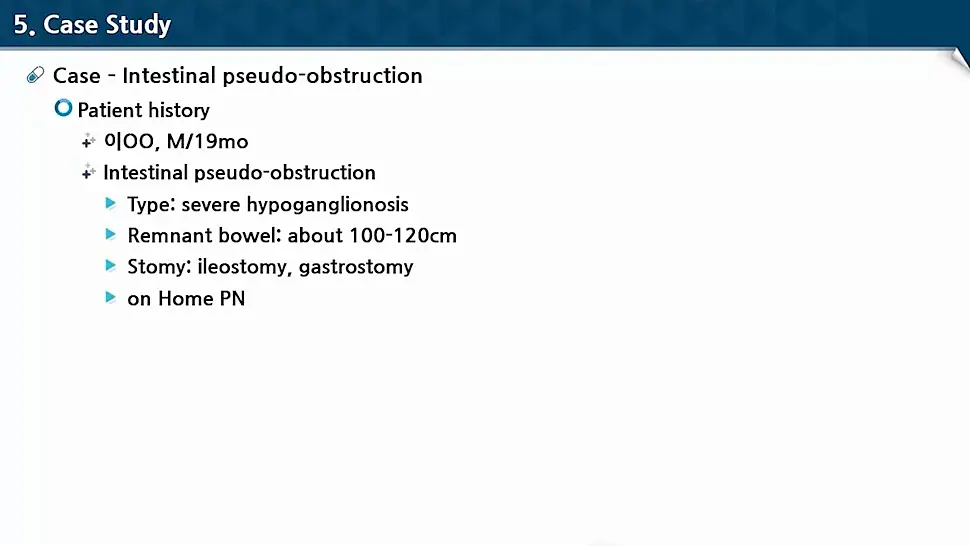 5. Case Study
Case - Intestinal pseudo-obstruction
Patient history
이OO, M/19mo
Intestinal pseudo-obstruction
Type: severe hypoganglionosis
Remnant bowel: about 100-120cm
Stomy: ileostomy, gastrostomy
on Home PN